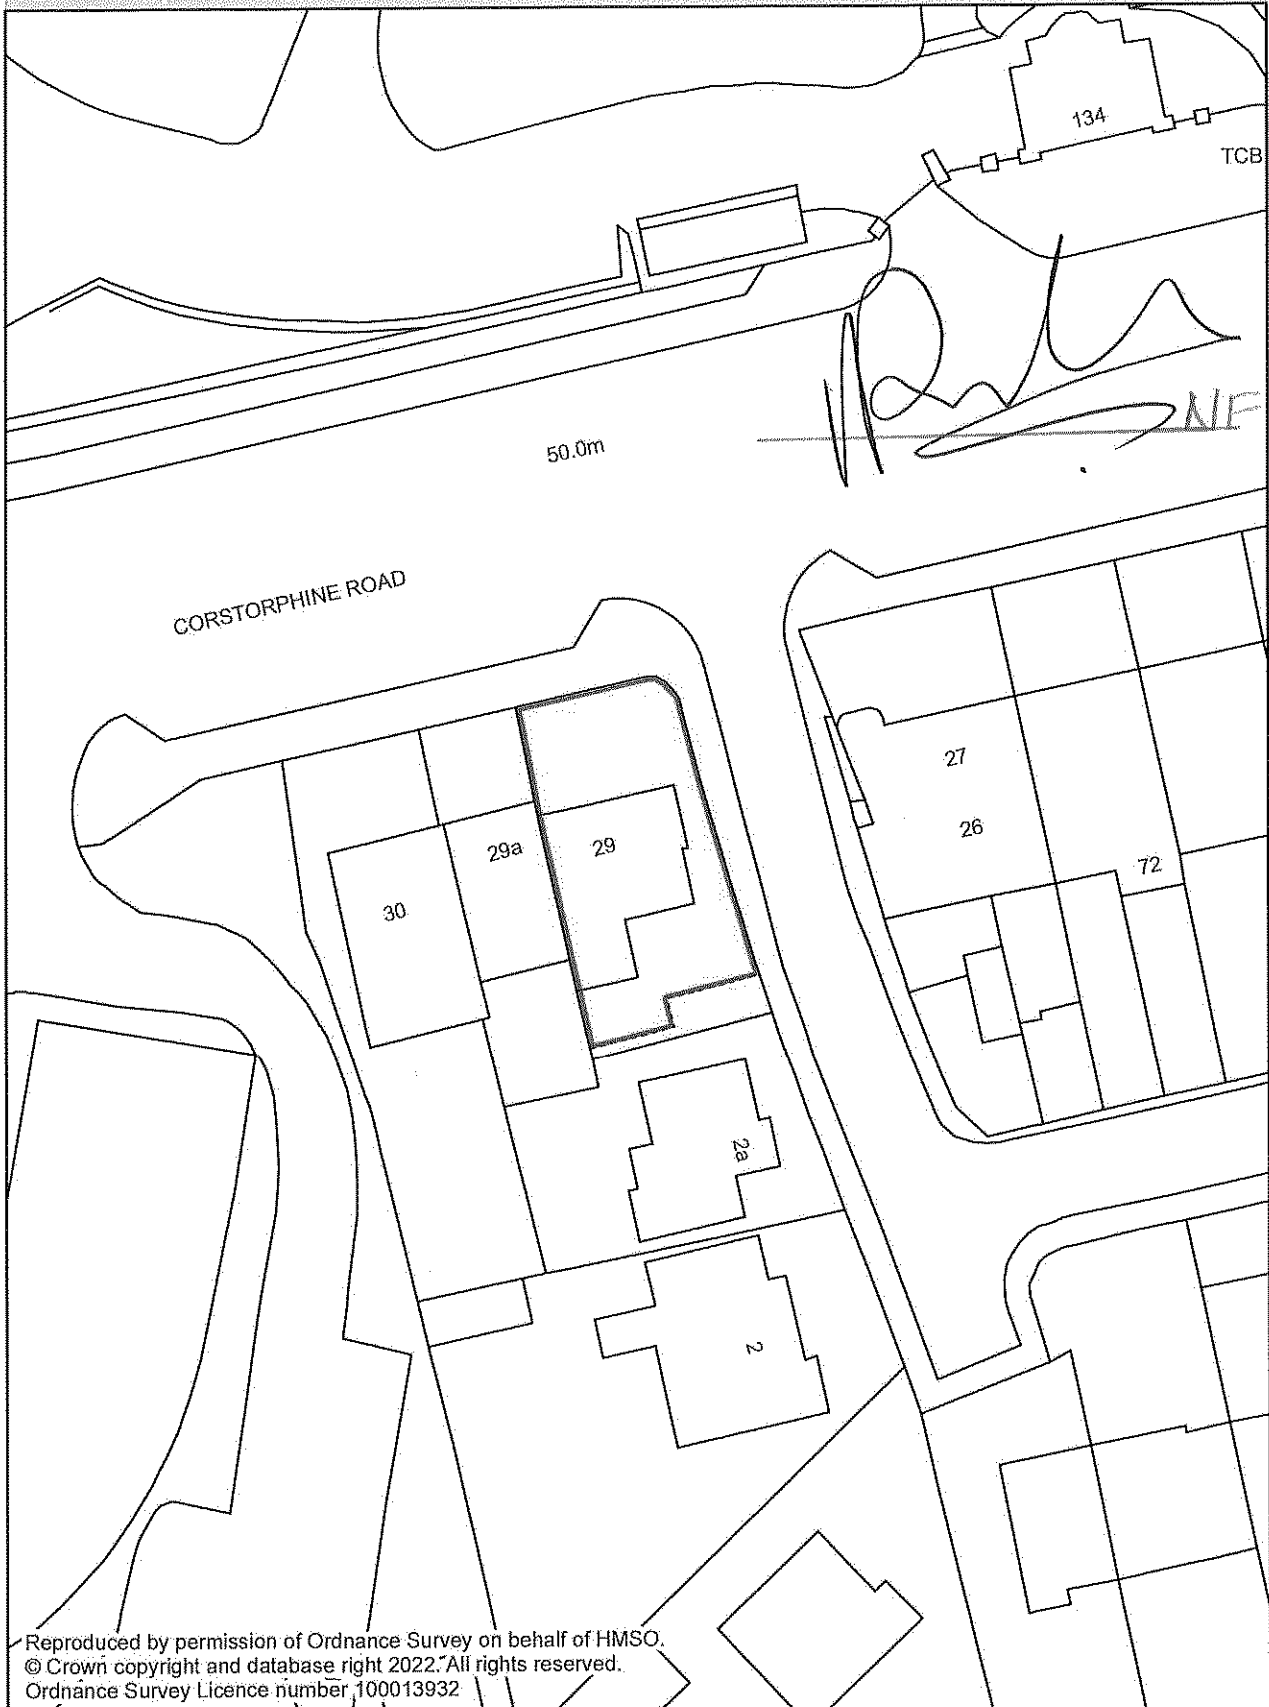 134
TCB
NF
50.0m
CORSTORPHINE ROAD
27
29a
29
26
72
30
2a
2
Reproduced by permission of Ordnance Survey on behalf of HMSO.
© Crown copyright and database right 2022. All rights reserved.
Ordnance Survey Licence number 100013932